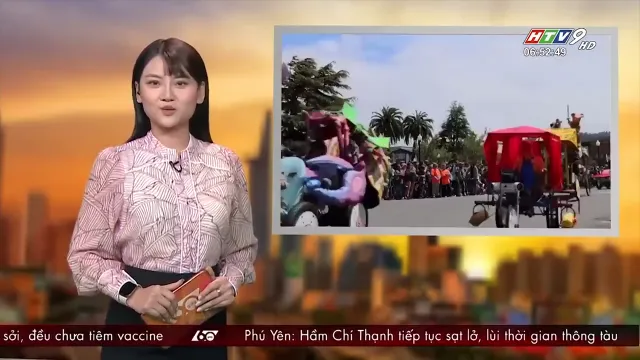 HTV9 HD
06:52:49
sởi, đều chưa tiêm vaccine 60 Phú Yên: Hầm Chí Thạnh tiếp tục sạt lở, lùi thời gian thông tàu